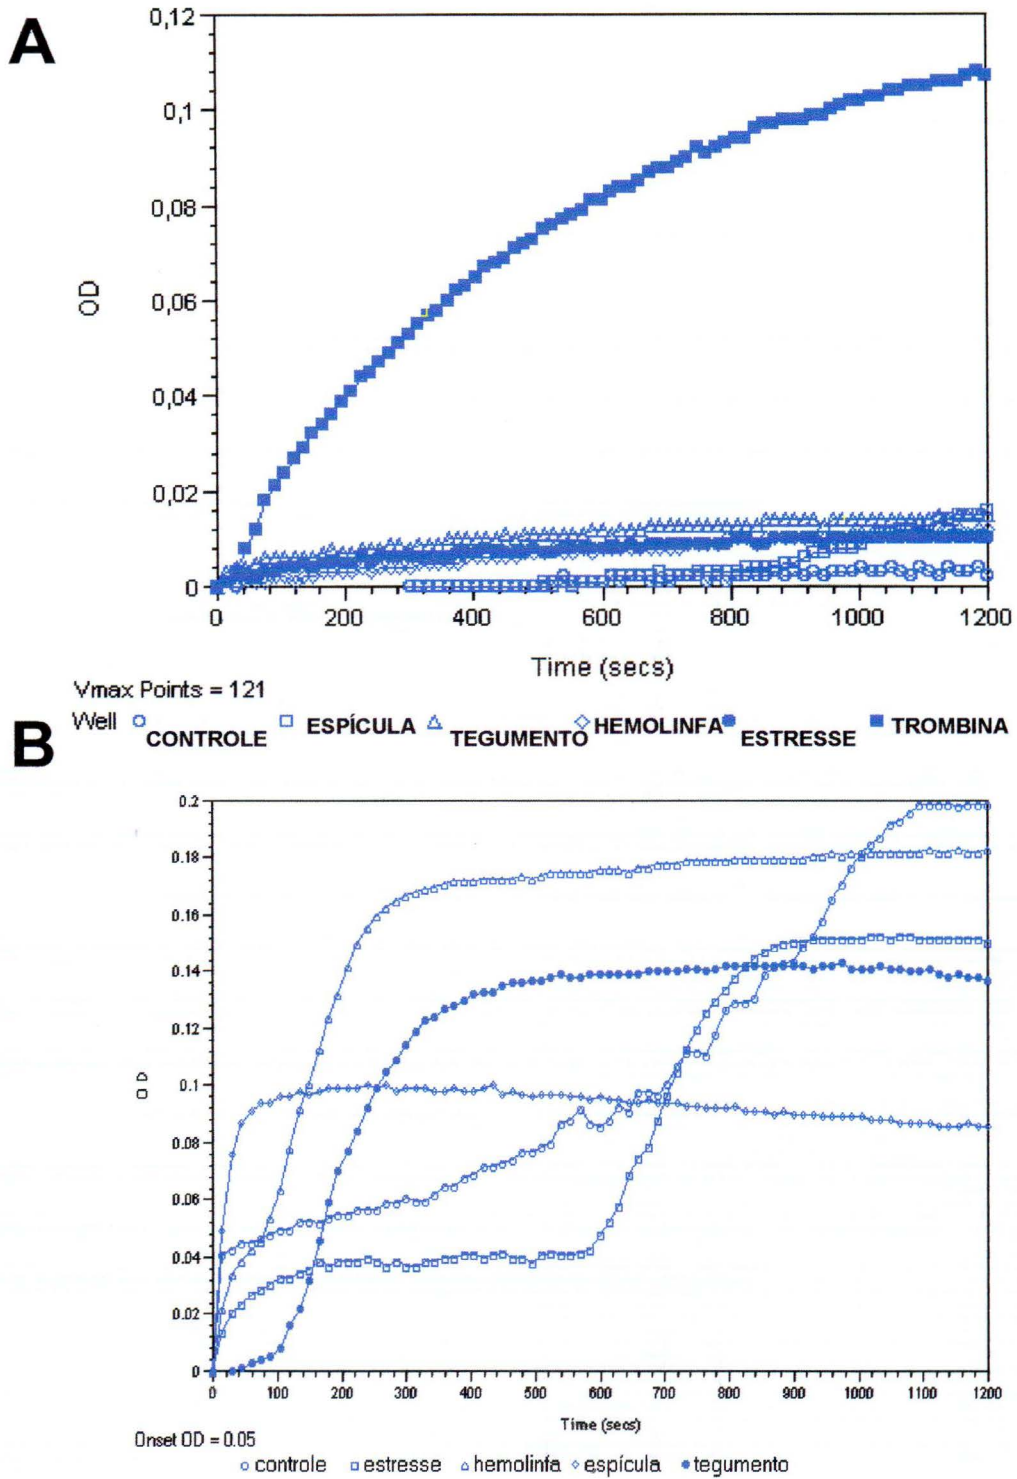 A
0,12
0,1
0,08
0,06
0,04
0,02
0
OD
0 200 400 600 800 1000 1200
Time (secs)
Vmax Points = 121
Well CONTROLE ESPÍCULA TEGUMENTO HEMOLINFA ESTRESSE TROMBINA
B
0.2
0.18
0.16
0.14
0.12
0.1
0.08
0.06
0.04
0.02
0
OD
0 100 200 300 400 500 600 700 800 900 1000 1100 1200
Time (secs)
Onset OD = 0.05
controle estresse hemolinfa espícula tegumento